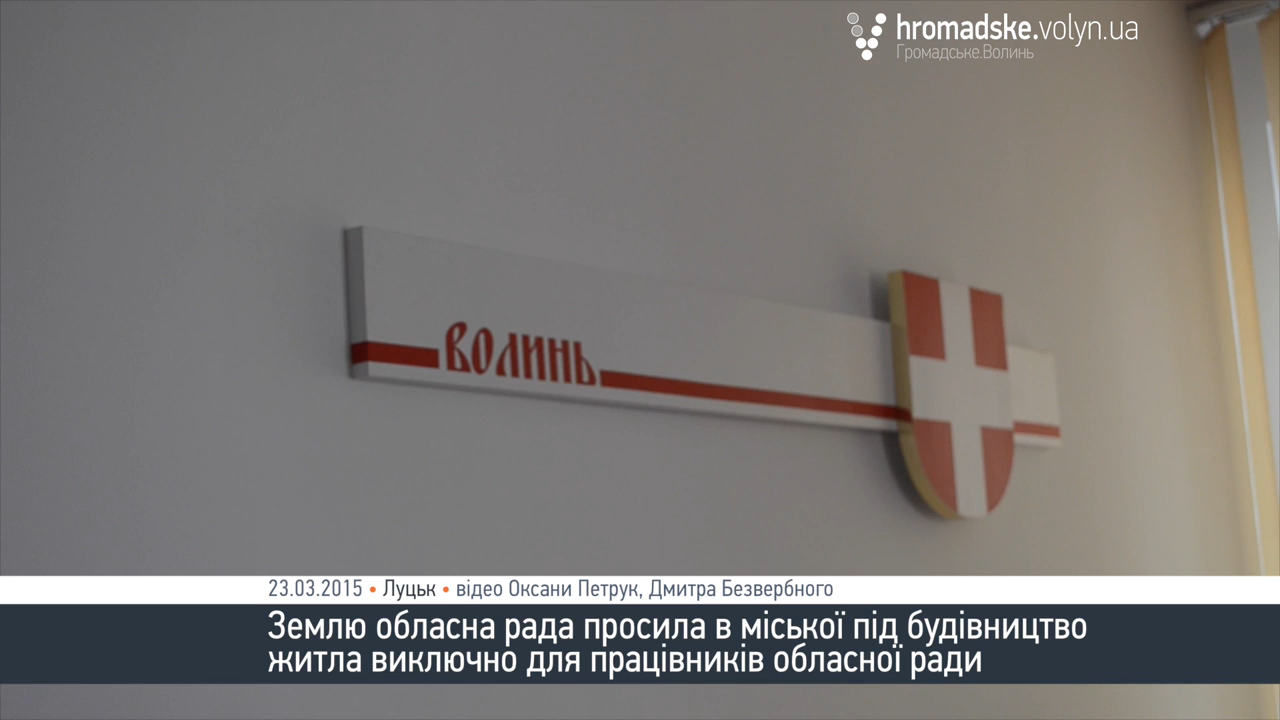 hromadske.volyn.ua
Громадське.Волинь
ВОЛИНЬ
23.03.2015 • Луцьк • відео Оксани Петрук, Дмитра Безвербного
Землю обласна рада просила в міської під будівництво
житла виключно для працівників обласної ради